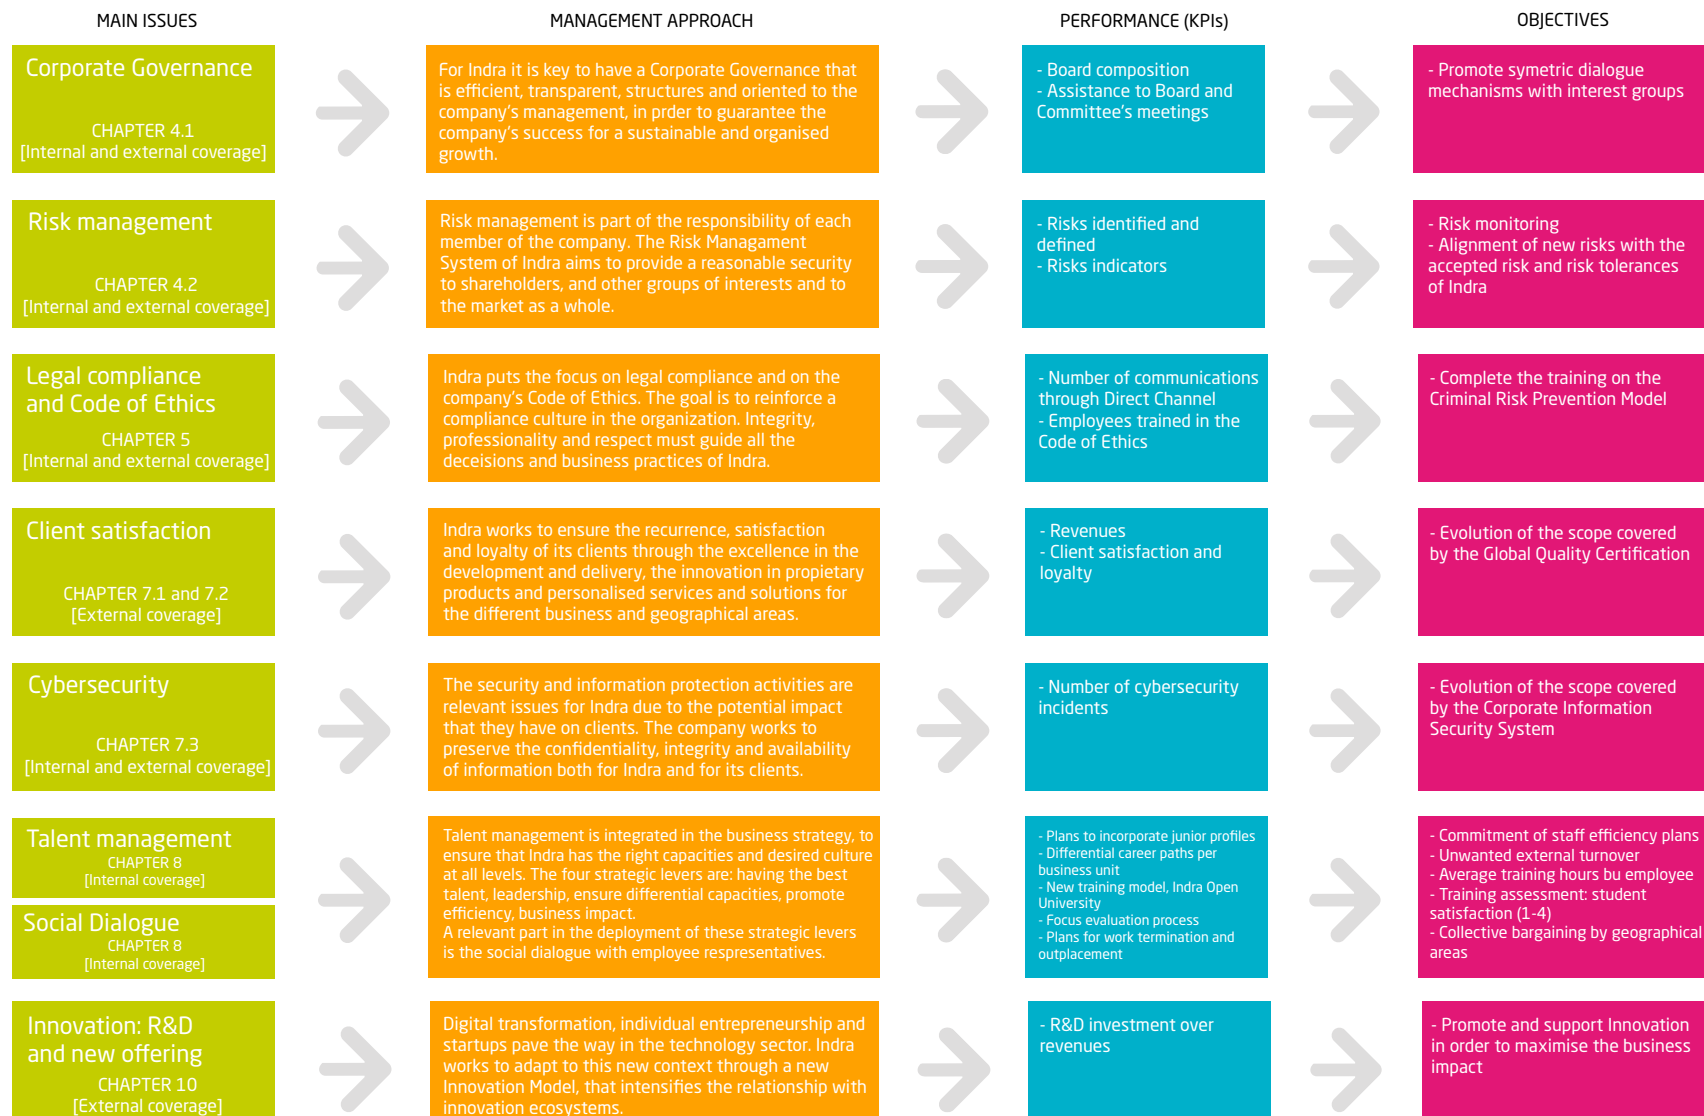 MAIN ISSUES
MANAGEMENT APPROACH
PERFORMANCE (KPIs)
OBJECTIVES
Corporate Governance
CHAPTER 4.1
[Internal and external coverage]
For Indra it is key to have a Corporate Governance that
is efficient, transparent, structures and oriented to the
company's management, in prder to guarantee the
company's success for a sustainable and organised
growth.
- Board composition
- Assistance to Board and
Committee's meetings
- Promote symetric dialogue
mechanisms with interest groups
Risk management
CHAPTER 4.2
[Internal and external coverage]
Risk management is part of the responsibility of each
member of the company. The Risk Managament
System of Indra aims to provide a reasonable security
to shareholders, and other groups of interests and to
the market as a whole.
- Risks identified and
defined
- Risks indicators
- Risk monitoring
- Alignment of new risks with the
accepted risk and risk tolerances
of Indra
Legal compliance
and Code of Ethics
CHAPTER 5
[Internal and external coverage]
Indra puts the focus on legal compliance and on the
company's Code of Ethics. The goal is to reinforce a
compliance culture in the organization. Integrity,
professionality and respect must guide all the
deceisions and business practices of Indra.
- Number of communications
through Direct Channel
- Employees trained in the
Code of Ethics
- Complete the training on the
Criminal Risk Prevention Model
Client satisfaction
CHAPTER 7.1 and 7.2
[External coverage]
Indra works to ensure the recurrence, satisfaction
and loyalty of its clients through the excellence in the
development and delivery, the innovation in propietary
products and personalised services and solutions for
the different business and geographical areas.
- Revenues
- Client satisfaction and
loyalty
- Evolution of the scope covered
by the Global Quality Certification
Cybersecurity
CHAPTER 7.3
[Internal and external coverage]
The security and information protection activities are
relevant issues for Indra due to the potential impact
that they have on clients. The company works to
preserve the confidentiality, integrity and availability
of information both for Indra and for its clients.
- Number of cybersecurity
incidents
- Evolution of the scope covered
by the Corporate Information
Security System
Talent management
CHAPTER 8
[Internal coverage]
Social Dialogue
CHAPTER 8
[Internal coverage]
Talent management is integrated in the business strategy, to
ensure that Indra has the right capacities and desired culture
at all levels. The four strategic levers are: having the best
talent, leadership, ensure differential capacities, promote
efficiency, business impact.
A relevant part in the deployment of these strategic levers
is the social dialogue with employee respresentatives.
- Plans to incorporate junior profiles
- Differential career paths per
business unit
- New training model, Indra Open
University
- Focus evaluation process
- Plans for work termination and
outplacement
- Commitment of staff efficiency plans
- Unwanted external turnover
- Average training hours bu employee
- Training assessment: student
satisfaction (1-4)
- Collective bargaining by geographical
areas
Innovation: R&D
and new offering
CHAPTER 10
[External coverage]
Digital transformation, individual entrepreneurship and
startups pave the way in the technology sector. Indra
works to adapt to this new context through a new
Innovation Model, that intensifies the relationship with
innovation ecosystems.
- R&D investment over
revenues
- Promote and support Innovation
in order to maximise the business
impact